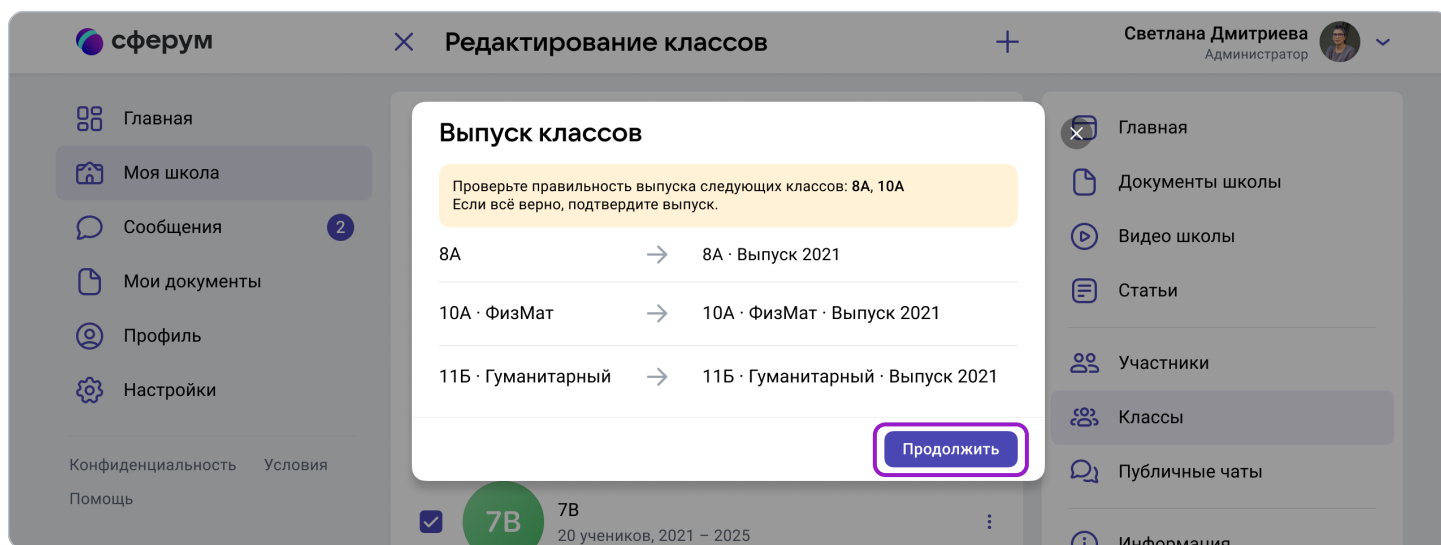 сферум
Редактирование классов
Светлана Дмитриева
Администратор
Главная
Моя школа
Сообщения
2
Мои документы
Профиль
Настройки
Конфиденциальность Условия
Помощь
Выпуск классов
Проверьте правильность выпуска следующих классов: 8А, 10А
Если всё верно, подтвердите выпуск.
8А → 8А · Выпуск 2021
10А · ФизМат → 10А · ФизМат · Выпуск 2021
11Б · Гуманитарный → 11Б · Гуманитарный · Выпуск 2021
Продолжить
7В
7В
20 учеников, 2021 – 2025
Главная
Документы школы
Видео школы
Статьи
Участники
Классы
Публичные чаты
Информация